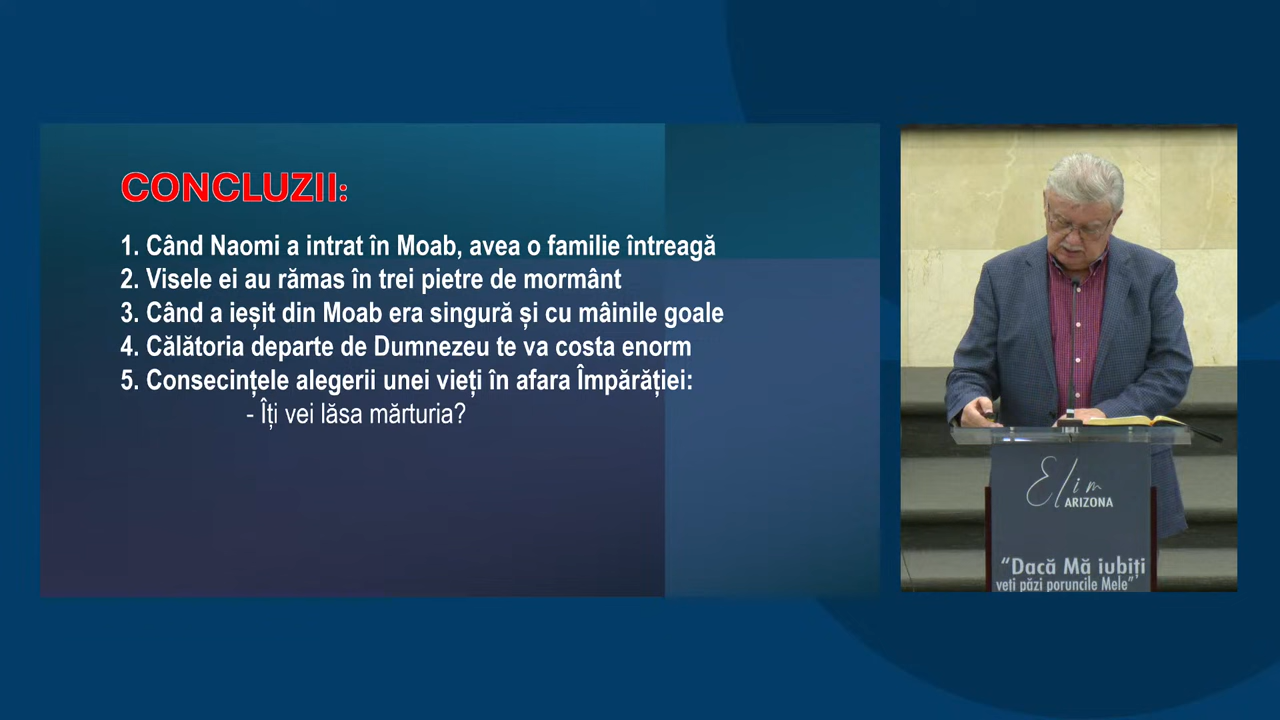 CONCLUZII:
1. Când Naomi a intrat în Moab, avea o familie întreagă
2. Visele ei au rămas în trei pietre de mormânt
3. Când a ieșit din Moab era singură și cu mâinile goale
4. Călătoria departe de Dumnezeu te va costa enorm
5. Consecințele alegerii unei vieți în afara Împărăției:
- Îți vei lăsa mărturia?
Elim
ARIZONA
“Dacă Mă iubiți
veți păzi poruncile Mele”